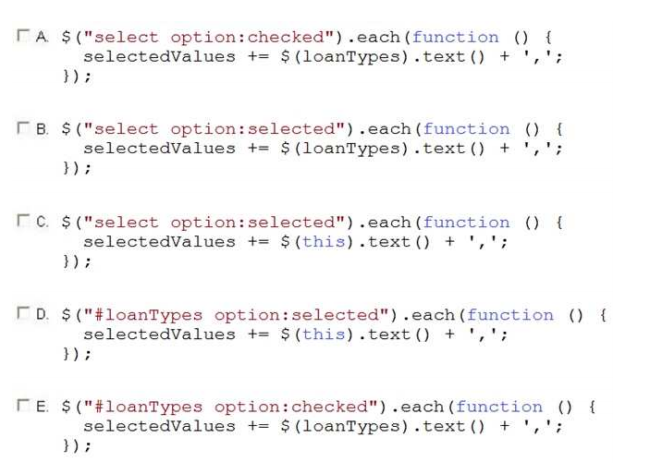 A. $("select option:checked").each(function () {
selectedValues += $(loanTypes).text() + ',';
});
B. $("select option:selected").each(function () {
selectedValues += $(loanTypes).text() + ',';
});
C. $("select option:selected").each(function () {
selectedValues += $(this).text() + ',';
});
D. $("#loanTypes option:selected").each(function () {
selectedValues += $(this).text() + ',';
});
E. $("#loanTypes option:checked").each(function () {
selectedValues += $(loanTypes).text() + ',';
});